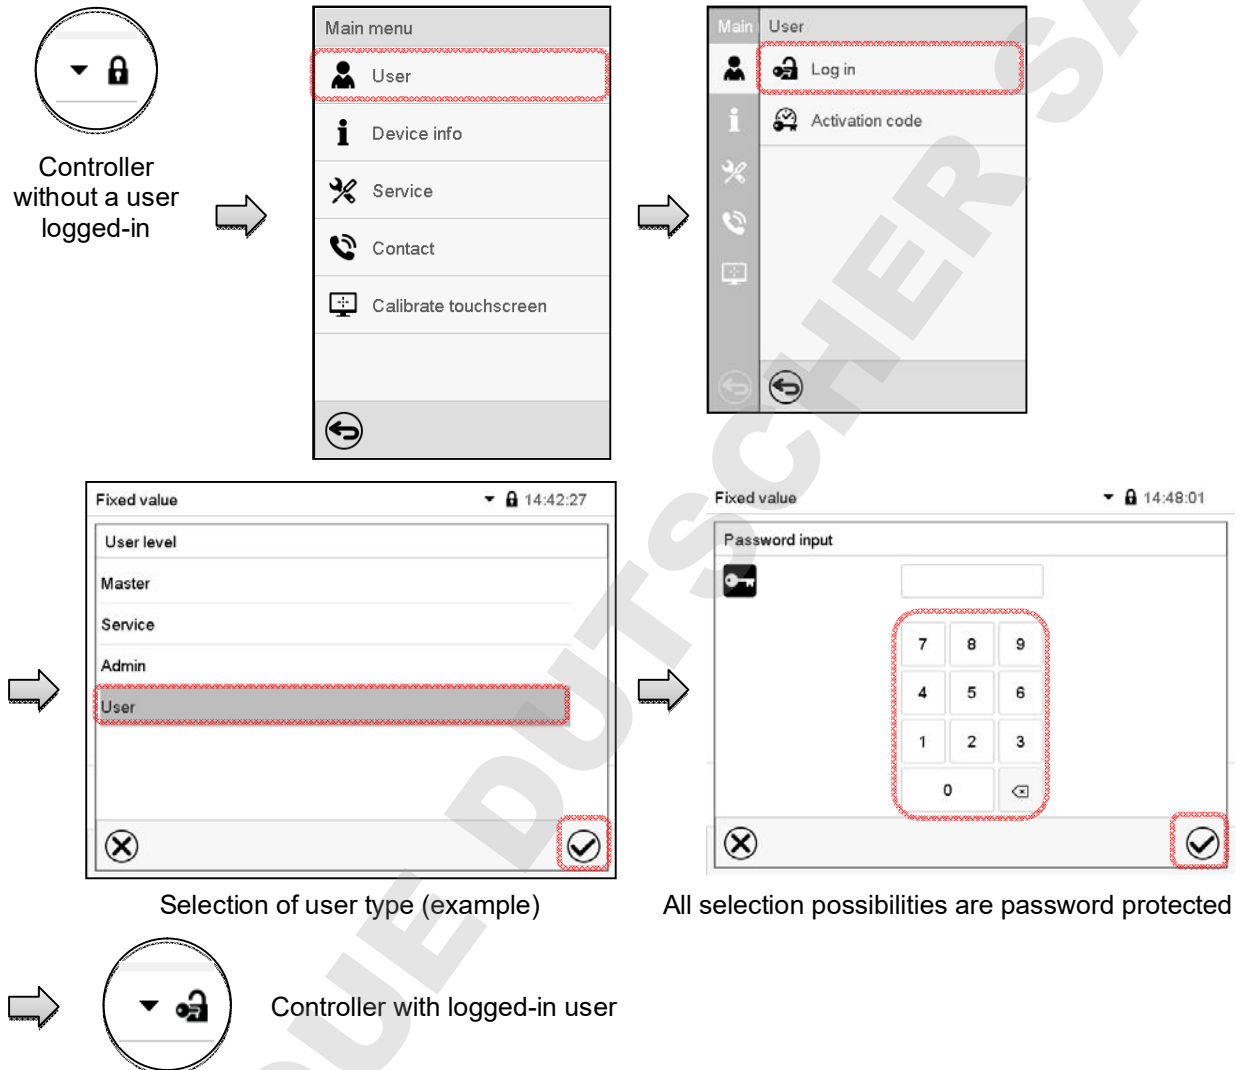 Controller
without a user
logged-in
Main menu
User
Device info
Service
Contact
Calibrate touchscreen
Main
User
Log in
Activation code
Fixed value
14:42:27
User level
Master
Service
Admin
User
Selection of user type (example)
Fixed value
14:48:01
Password input
7 8 9
4 5 6
1 2 3
0
All selection possibilities are password protected
Controller with logged-in user
QUE DUTSCHER SA